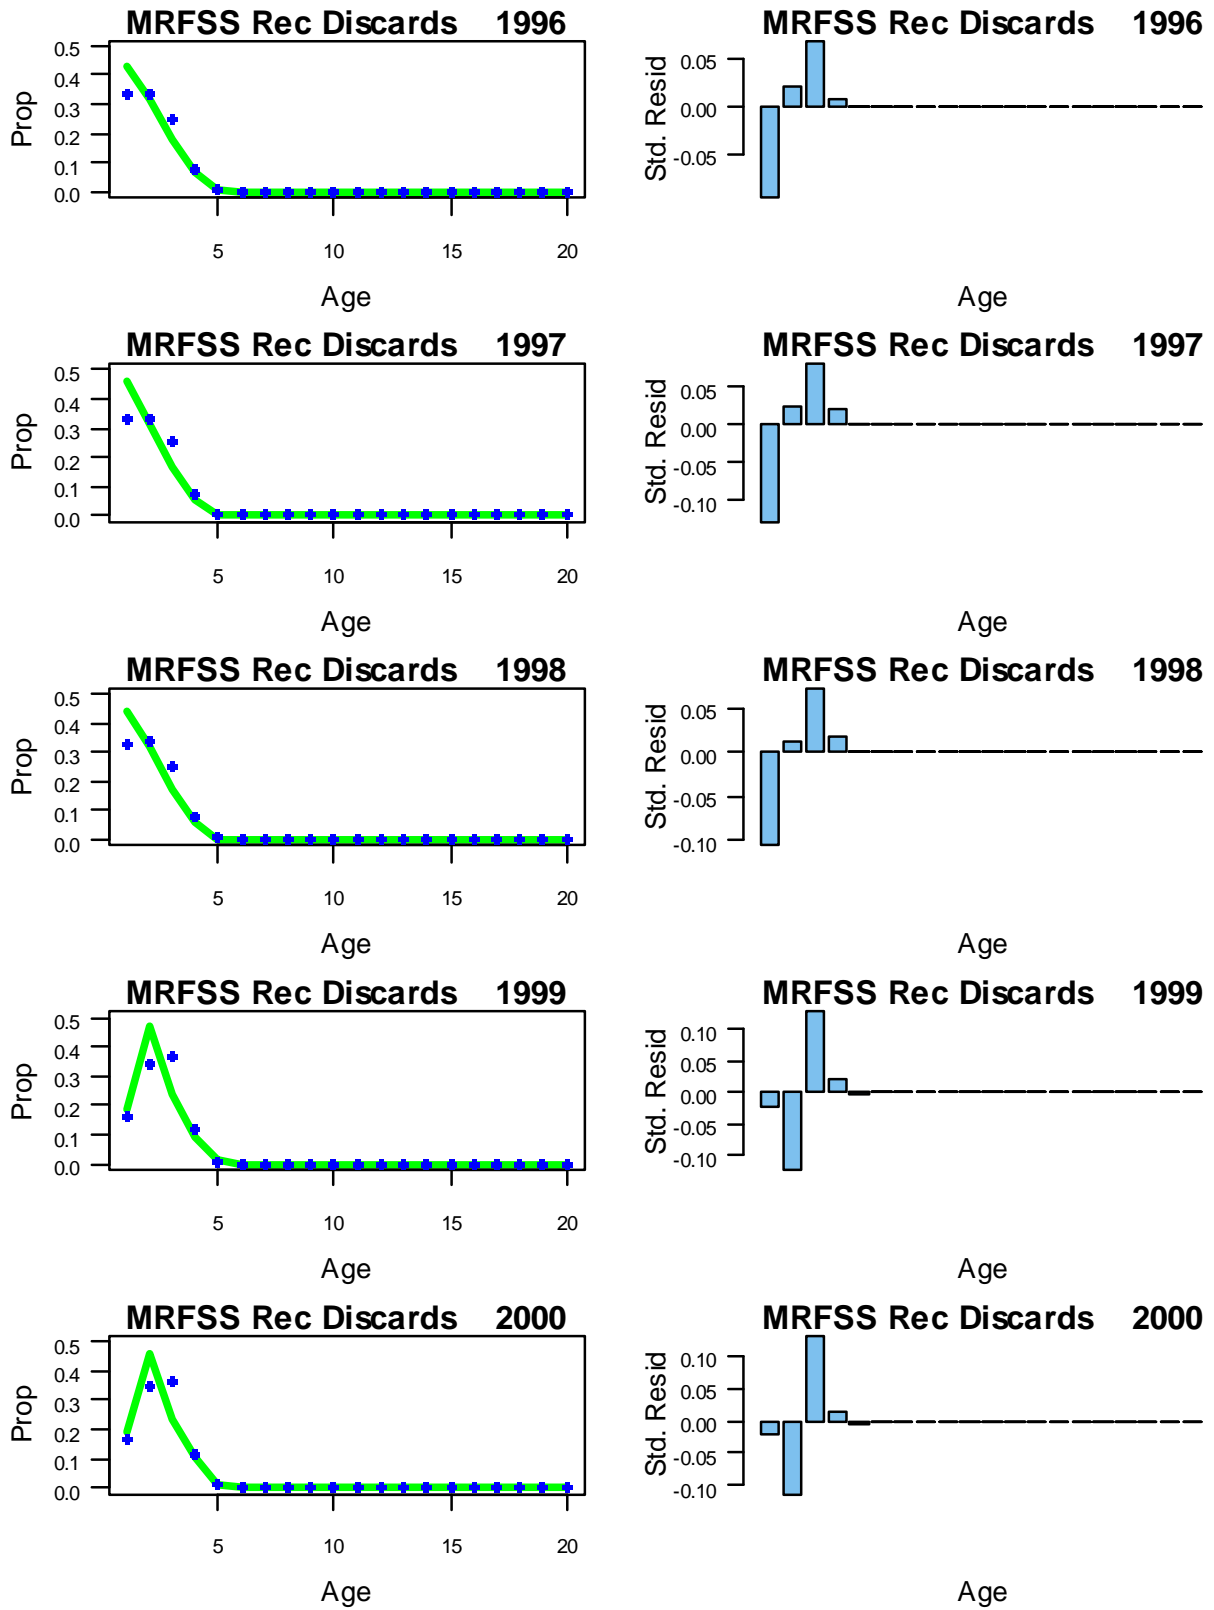 MRFSS Rec Discards 1996
Prop
0.5
0.4
0.3
0.2
0.1
0.0
5 10 15 20
Age
MRFSS Rec Discards 1996
Std. Resid
0.05
0.00
-0.05
Age
MRFSS Rec Discards 1997
Prop
0.5
0.4
0.3
0.2
0.1
0.0
5 10 15 20
Age
MRFSS Rec Discards 1997
Std. Resid
0.05
0.00
-0.05
-0.10
Age
MRFSS Rec Discards 1998
Prop
0.5
0.4
0.3
0.2
0.1
0.0
5 10 15 20
Age
MRFSS Rec Discards 1998
Std. Resid
0.05
0.00
-0.05
-0.10
Age
MRFSS Rec Discards 1999
Prop
0.5
0.4
0.3
0.2
0.1
0.0
5 10 15 20
Age
MRFSS Rec Discards 1999
Std. Resid
0.10
0.05
0.00
-0.05
-0.10
Age
MRFSS Rec Discards 2000
Prop
0.5
0.4
0.3
0.2
0.1
0.0
5 10 15 20
Age
MRFSS Rec Discards 2000
Std. Resid
0.10
0.05
0.00
-0.05
-0.10
Age